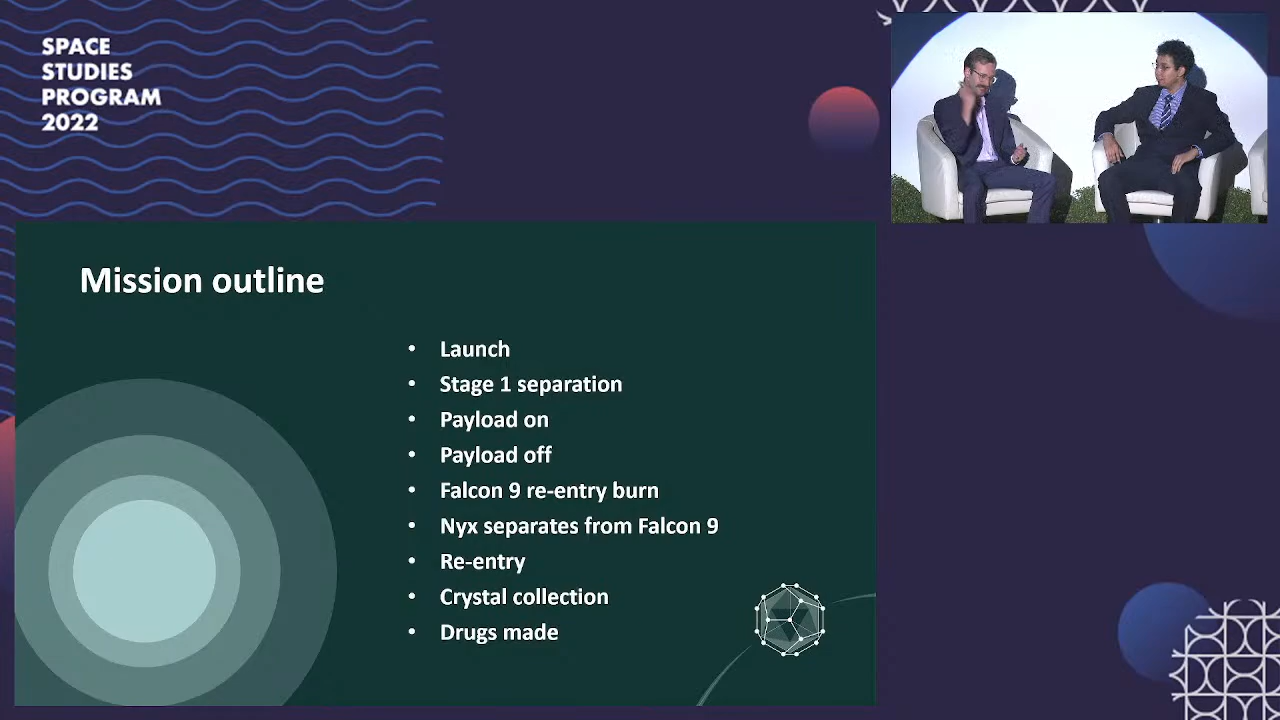 SPACE
STUDIES
PROGRAM
2022
Mission outline
• Launch
• Stage 1 separation
• Payload on
• Payload off
• Falcon 9 re-entry burn
• Nyx separates from Falcon 9
• Re-entry
• Crystal collection
• Drugs made